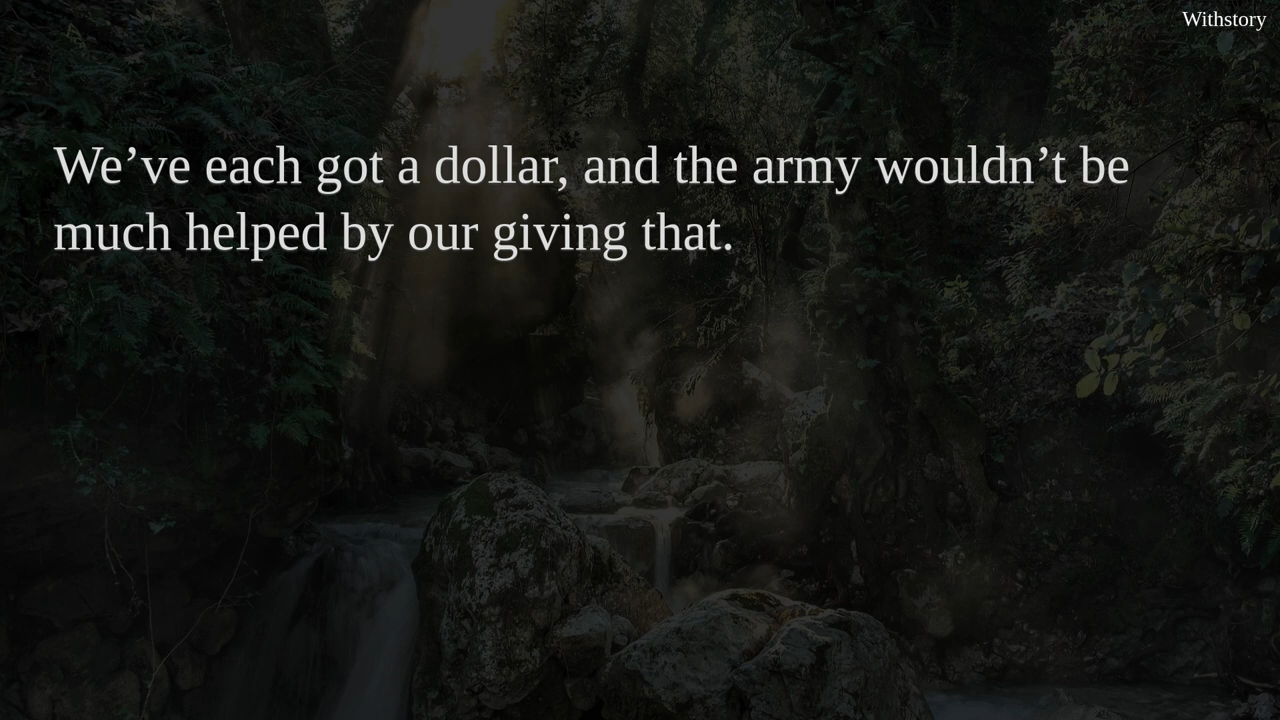 Withstory
We’ve each got a dollar, and the army wouldn’t be
much helped by our giving that.